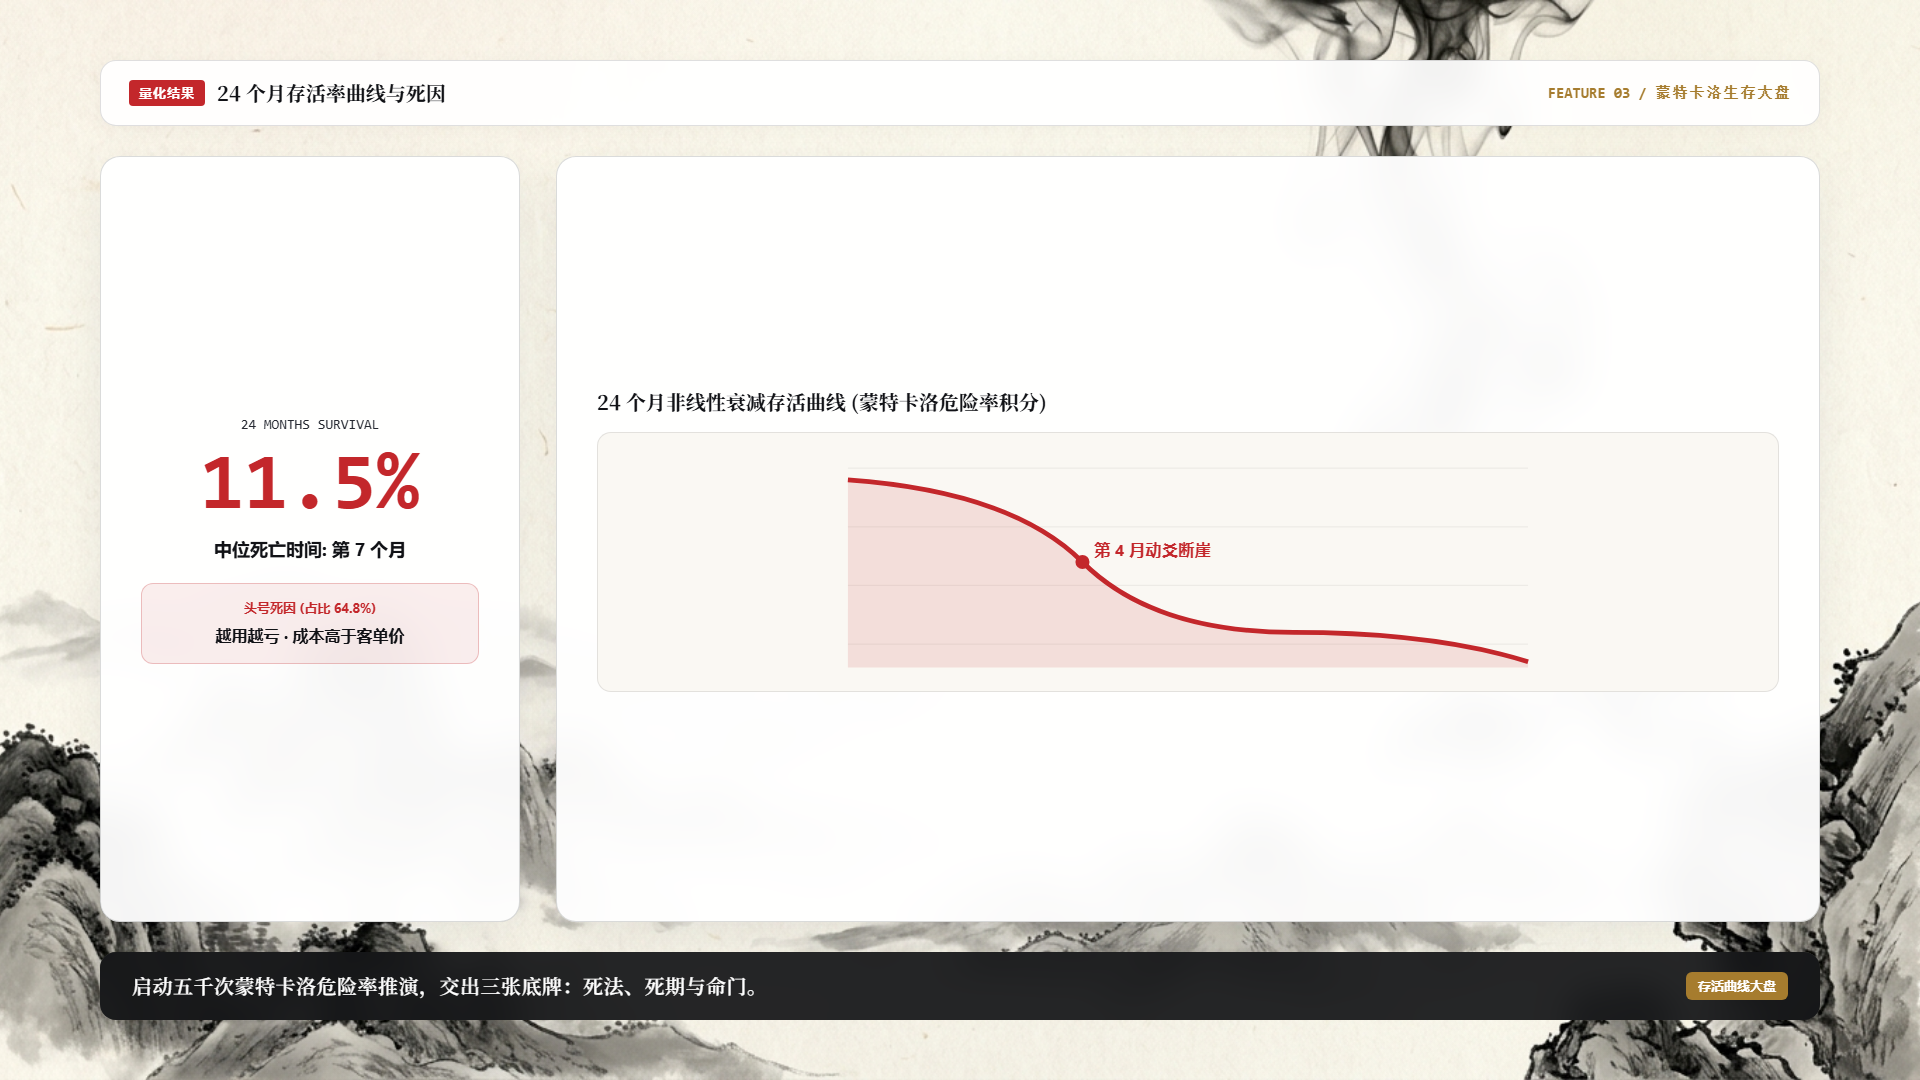 量化结果 24 个月存活率曲线与死因
FEATURE 03 / 蒙特卡洛生存大盘
24 MONTHS SURVIVAL
11.5%
中位死亡时间: 第 7 个月
头号死因 (占比 64.8%)
越用越亏 · 成本高于客单价
24 个月非线性衰减存活曲线 (蒙特卡洛危险率积分)
第 4 月动爻断崖
启动五千次蒙特卡洛危险率推演，交出三张底牌：死法、死期与命门。
存活曲线大盘